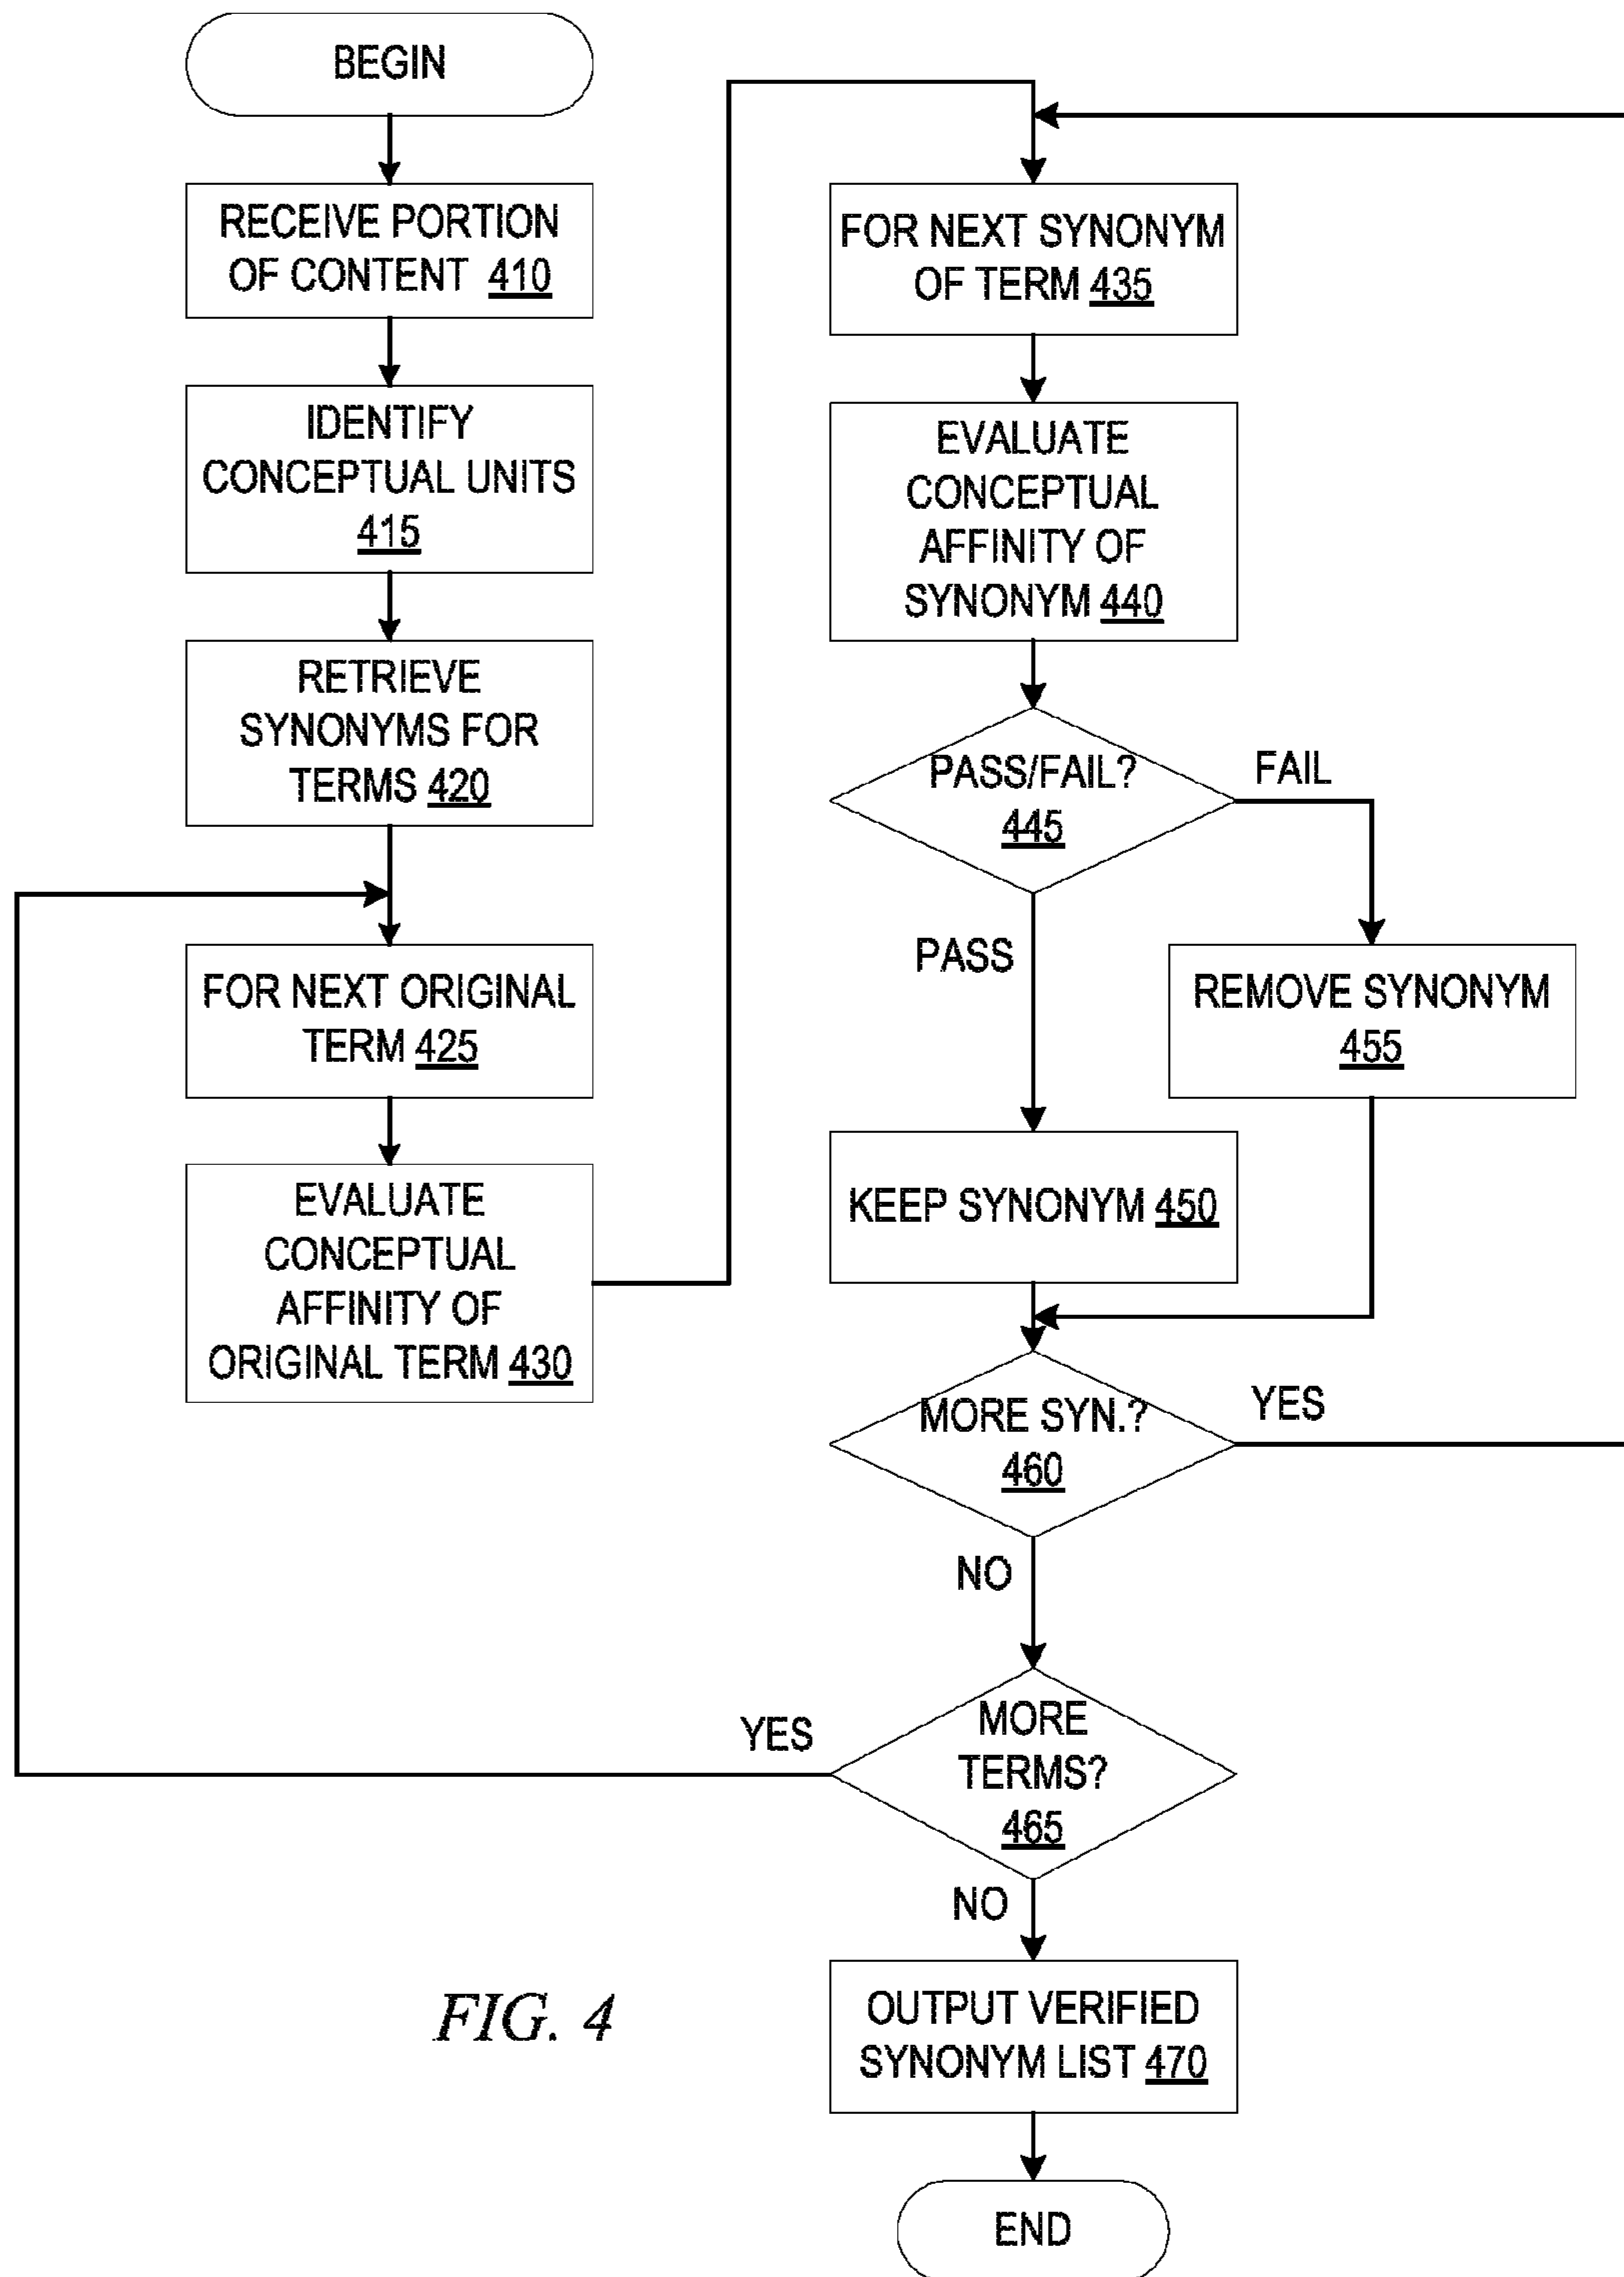 BEGIN
RECEIVE PORTION
OF CONTENT 410
IDENTIFY
CONCEPTUAL UNITS
415
RETRIEVE
SYNONYMS FOR
TERMS 420
FOR NEXT ORIGINAL
TERM 425
EVALUATE
CONCEPTUAL
AFFINITY OF
ORIGINAL TERM 430
FOR NEXT SYNONYM
OF TERM 435
EVALUATE
CONCEPTUAL
AFFINITY OF
SYNONYM 440
PASS/FAIL?
445
FAIL
PASS
REMOVE SYNONYM
455
KEEP SYNONYM 450
MORE SYN.?
460
YES
NO
MORE
TERMS?
465
YES
NO
OUTPUT VERIFIED
SYNONYM LIST 470
END
FIG. 4